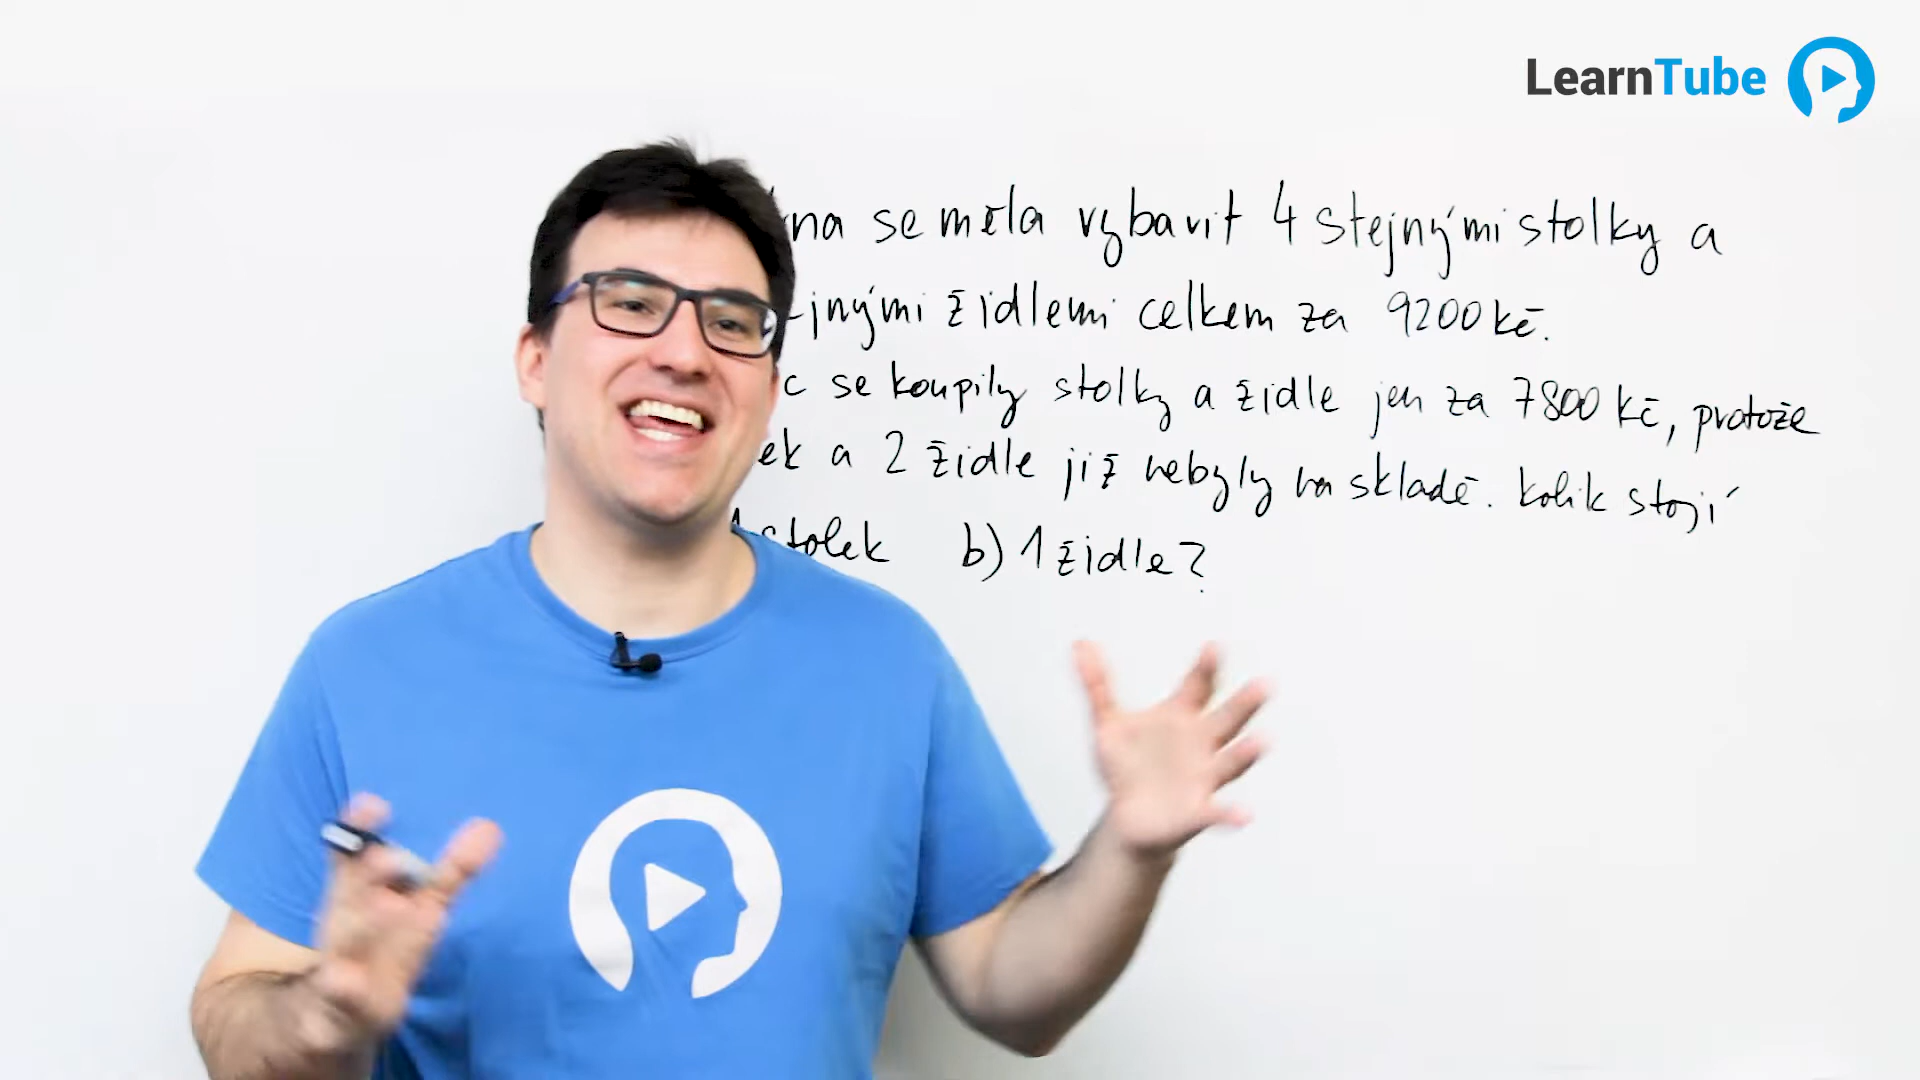 LearnTube
na se měla vybavit 4 stejnými stolky a
jnými židlemi celkem za 9200 kč.
c se koupily stolky a židle jen za 7800 kč, protože
ek a 2 židle již nebyly na skladě. kolik stojí
stolek b) 1 židle?